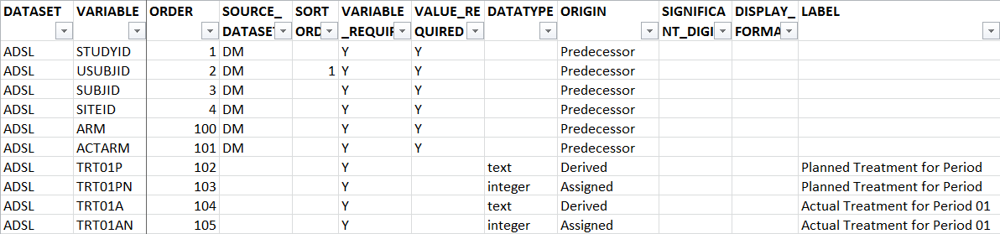 DATASET VARIABLE ORDER SOURCE_ SORT VARIABLE VALUE_RE DATATYPE ORIGIN SIGNIFICA DISPLAY_ LABEL
DATASET ORD _REQUIR QUIRED NT_DIGI FORMA
ADSL STUDYID 1 DM Y Y Predecessor
ADSL USUBJID 2 DM 1 Y Y Predecessor
ADSL SUBJID 3 DM Y Y Predecessor
ADSL SITEID 4 DM Y Y Predecessor
ADSL ARM 100 DM Y Y Predecessor
ADSL ACTARM 101 DM Y Y Predecessor
ADSL TRT01P 102 Y text Derived Planned Treatment for Period
ADSL TRT01PN 103 Y integer Assigned Planned Treatment for Period
ADSL TRT01A 104 Y text Derived Actual Treatment for Period 01
ADSL TRT01AN 105 Y integer Assigned Actual Treatment for Period 01